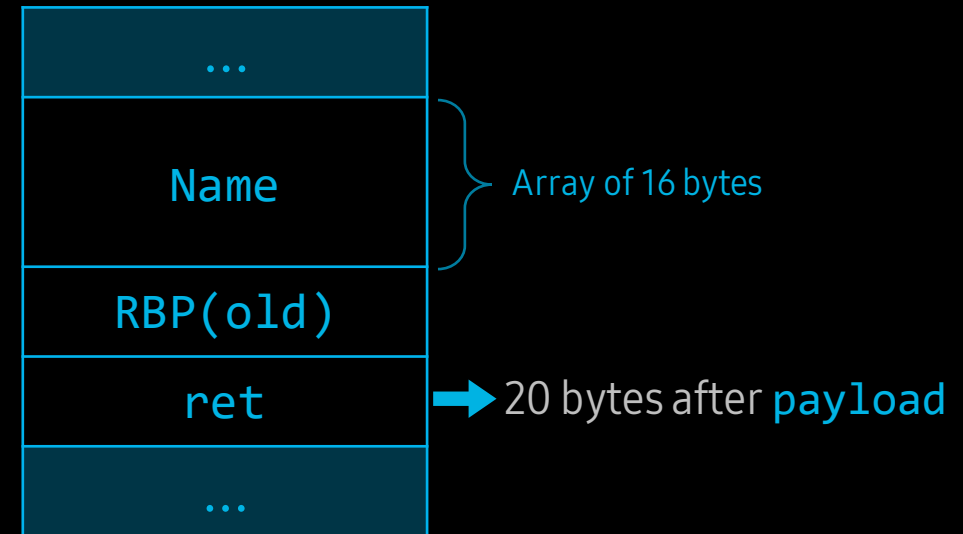 ...
Name
Array of 16 bytes
RBP(old)
ret
20 bytes after payload
...